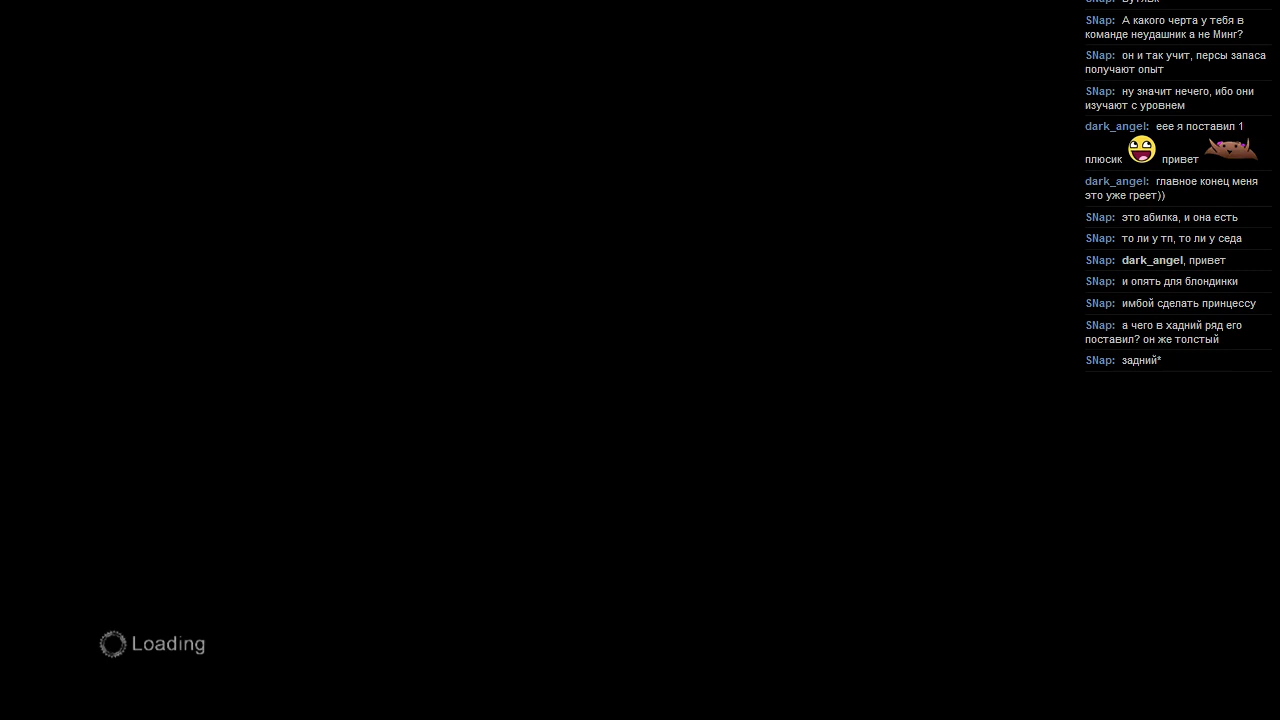 SNap: А какого черта у тебя в
команде неудашник а не Минг?
SNap: он и так учит, персы запаса
получают опыт
SNap: ну значит нечего, ибо они
изучают с уровнем
dark_angel: еее я поставил 1
плюсик привет
dark_angel: главное конец меня
это уже греет))
SNap: это абилка, и она есть
SNap: то ли у тп, то ли у седа
SNap: dark_angel, привет
SNap: и опять для блондинки
SNap: имбой сделать принцессу
SNap: а чего в хадний ряд его
поставил? он же толстый
SNap: задний*
Loading